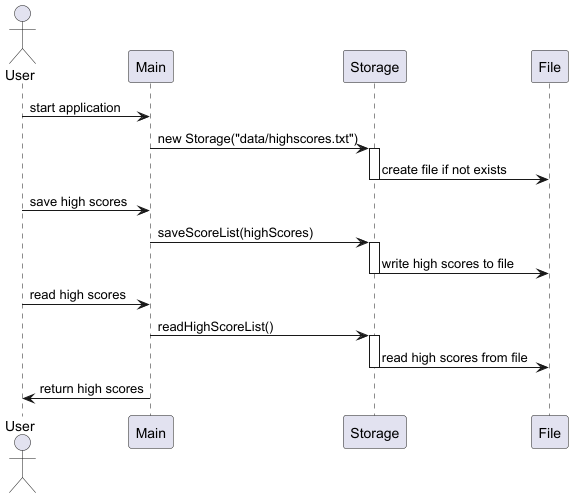 User
Main
Storage
File
start application
new Storage("data/highscores.txt")
create file if not exists
save high scores
saveScoreList(highScores)
write high scores to file
read high scores
readHighScoreList()
read high scores from file
return high scores
User
Main
Storage
File